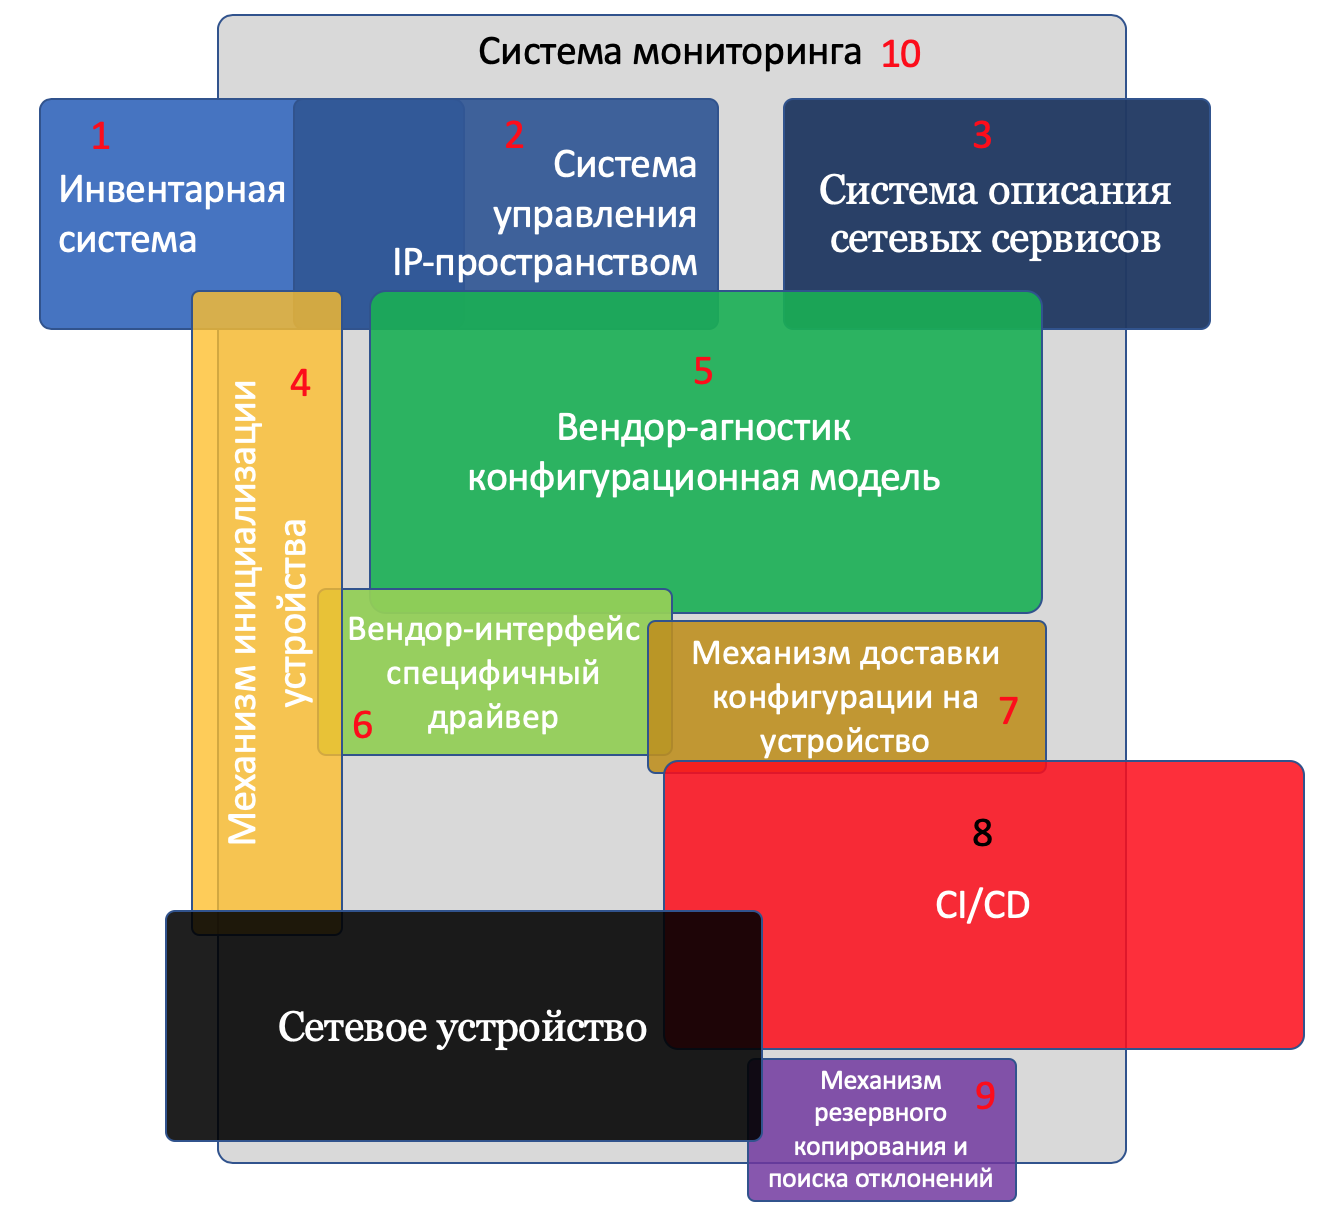 Система мониторинга 10
1
Инвентарная
система
2
Система
управления
IP-пространством
3
Система описания
сетевых сервисов
4
Механизм инициализации
устройства
5
Вендор-агностик
конфигурационная модель
Вендор-интерфейс
специфичный
драйвер
6
Механизм доставки
конфигурации на
устройство
7
8
CI/CD
Сетевое устройство
9
Механизм
резервного
копирования и
поиска отклонений